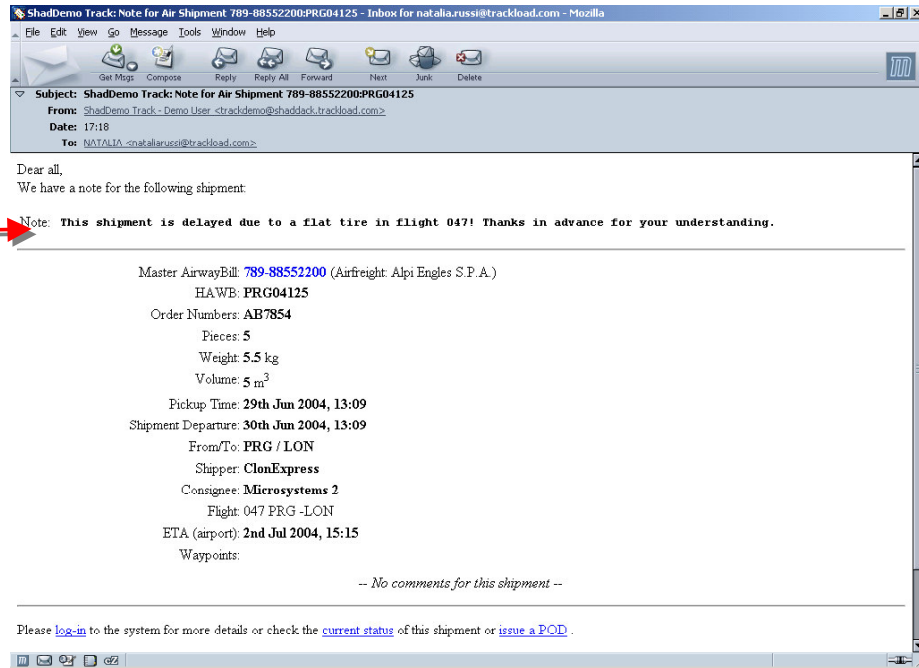 ShadDemo Track: Note for Air Shipment 789-88552200:PRG04125 - Inbox for natalia.russi@trackload.com - Mozilla
File Edit View Go Message Tools Window Help
Get Msgs Compose Reply Reply All Forward Next Junk Delete
Subject: ShadDemo Track: Note for Air Shipment 789-88552200:PRG04125
From: ShadDemo Track - Demo User <trackdemo@shaddack.trackload.com>
Date: 17:18
To: NATALIA <nataliarussi@trackload.com>
Dear all,
We have a note for the following shipment:
Note: This shipment is delayed due to a flat tire in flight 047! Thanks in advance for your understanding.
Master AirwayBill: 789-88552200 (Airfreight: Alpi Engles S.P.A.)
HAWB: PRG04125
Order Numbers: AB7854
Pieces: 5
Weight: 5.5 kg
Volume: 5 m3
Pickup Time: 29th Jun 2004, 13:09
Shipment Departure: 30th Jun 2004, 13:09
From/To: PRG / LON
Shipper: ClonExpress
Consignee: Microsystems 2
Flight: 047 PRG -LON
ETA (airport): 2nd Jul 2004, 15:15
Waypoints:
-- No comments for this shipment --
Please log-in to the system for more details or check the current status of this shipment or issue a POD .